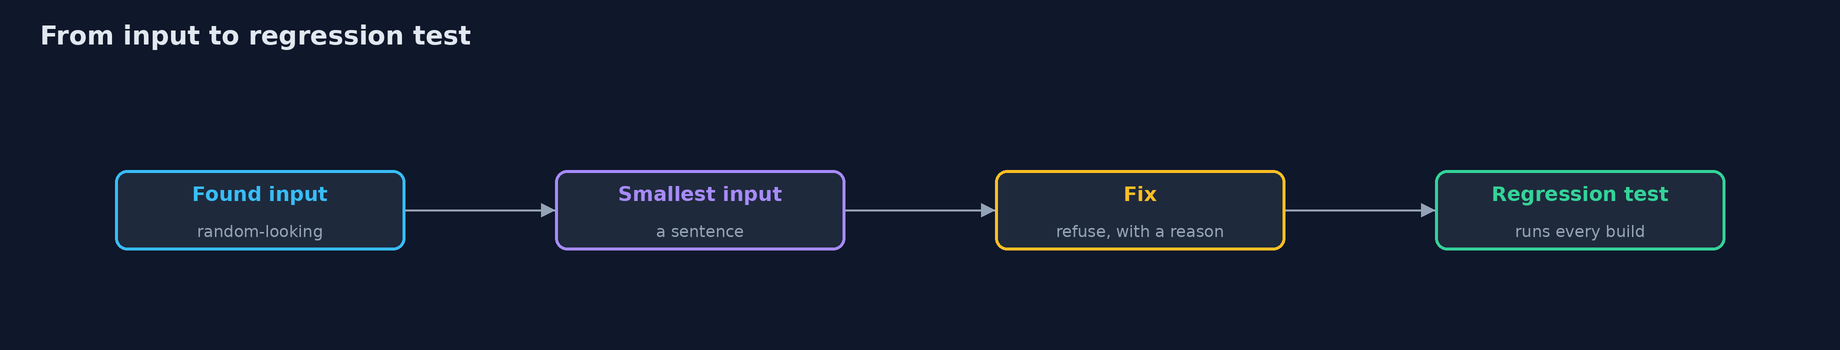 From input to regression test
Found input
random-looking
Smallest input
a sentence
Fix
refuse, with a reason
Regression test
runs every build